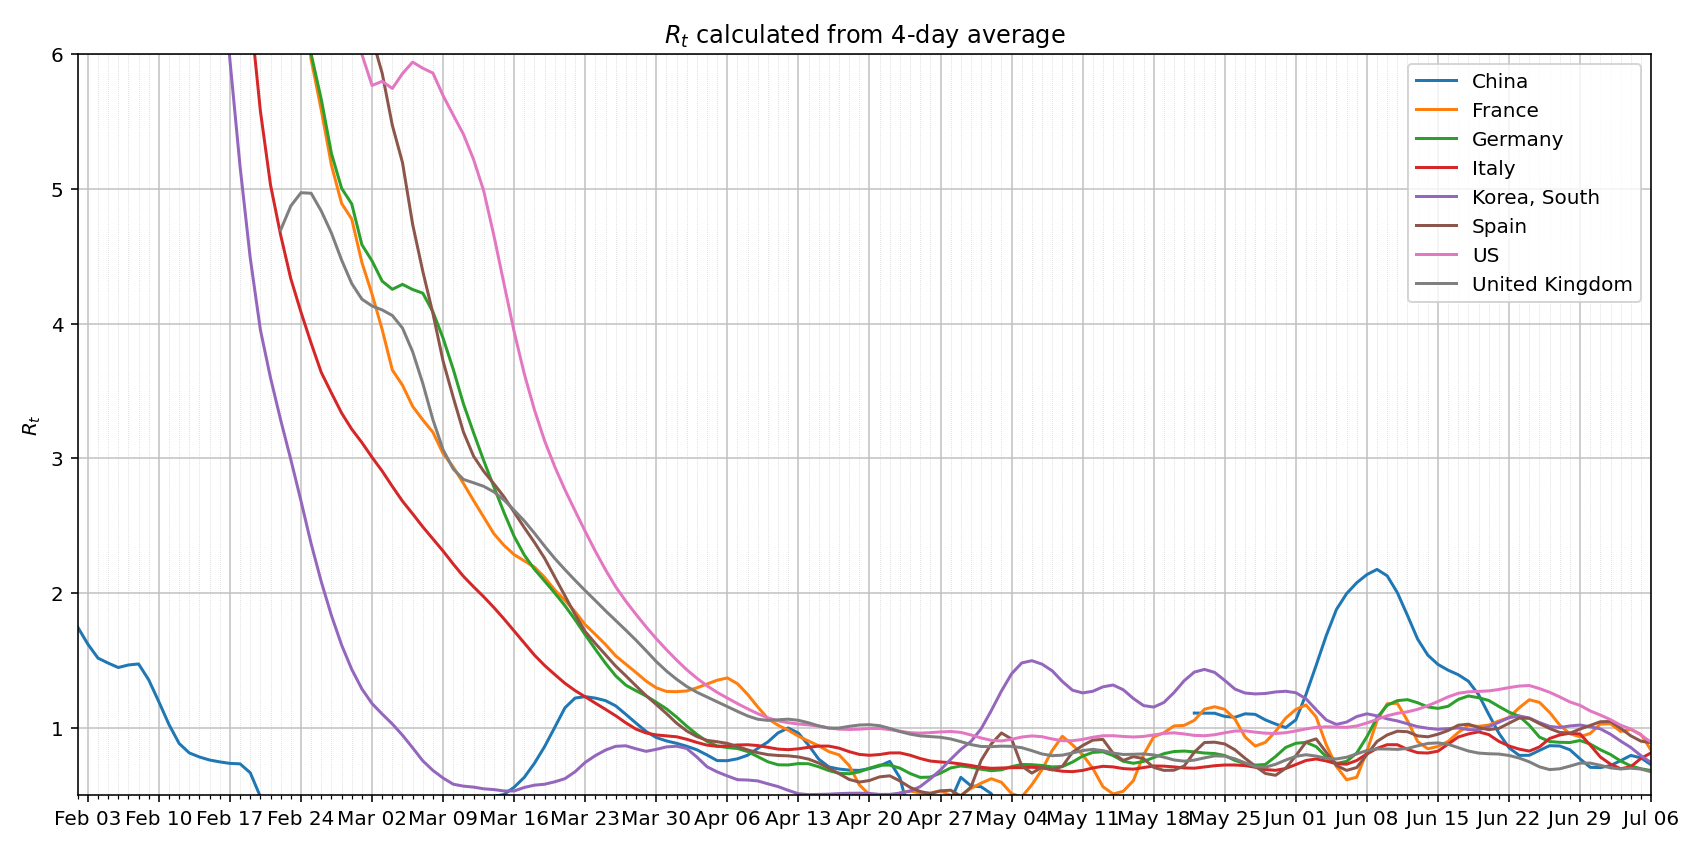 Rt calculated from 4-day average
6
5
4
3
2
1
Rt
China
France
Germany
Italy
Korea, South
Spain
US
United Kingdom
Feb 03 Feb 10 Feb 17 Feb 24 Mar 02 Mar 09 Mar 16 Mar 23 Mar 30 Apr 06 Apr 13 Apr 20 Apr 27 May 04 May 11 May 18 May 25 Jun 01 Jun 08 Jun 15 Jun 22 Jun 29 Jul 06